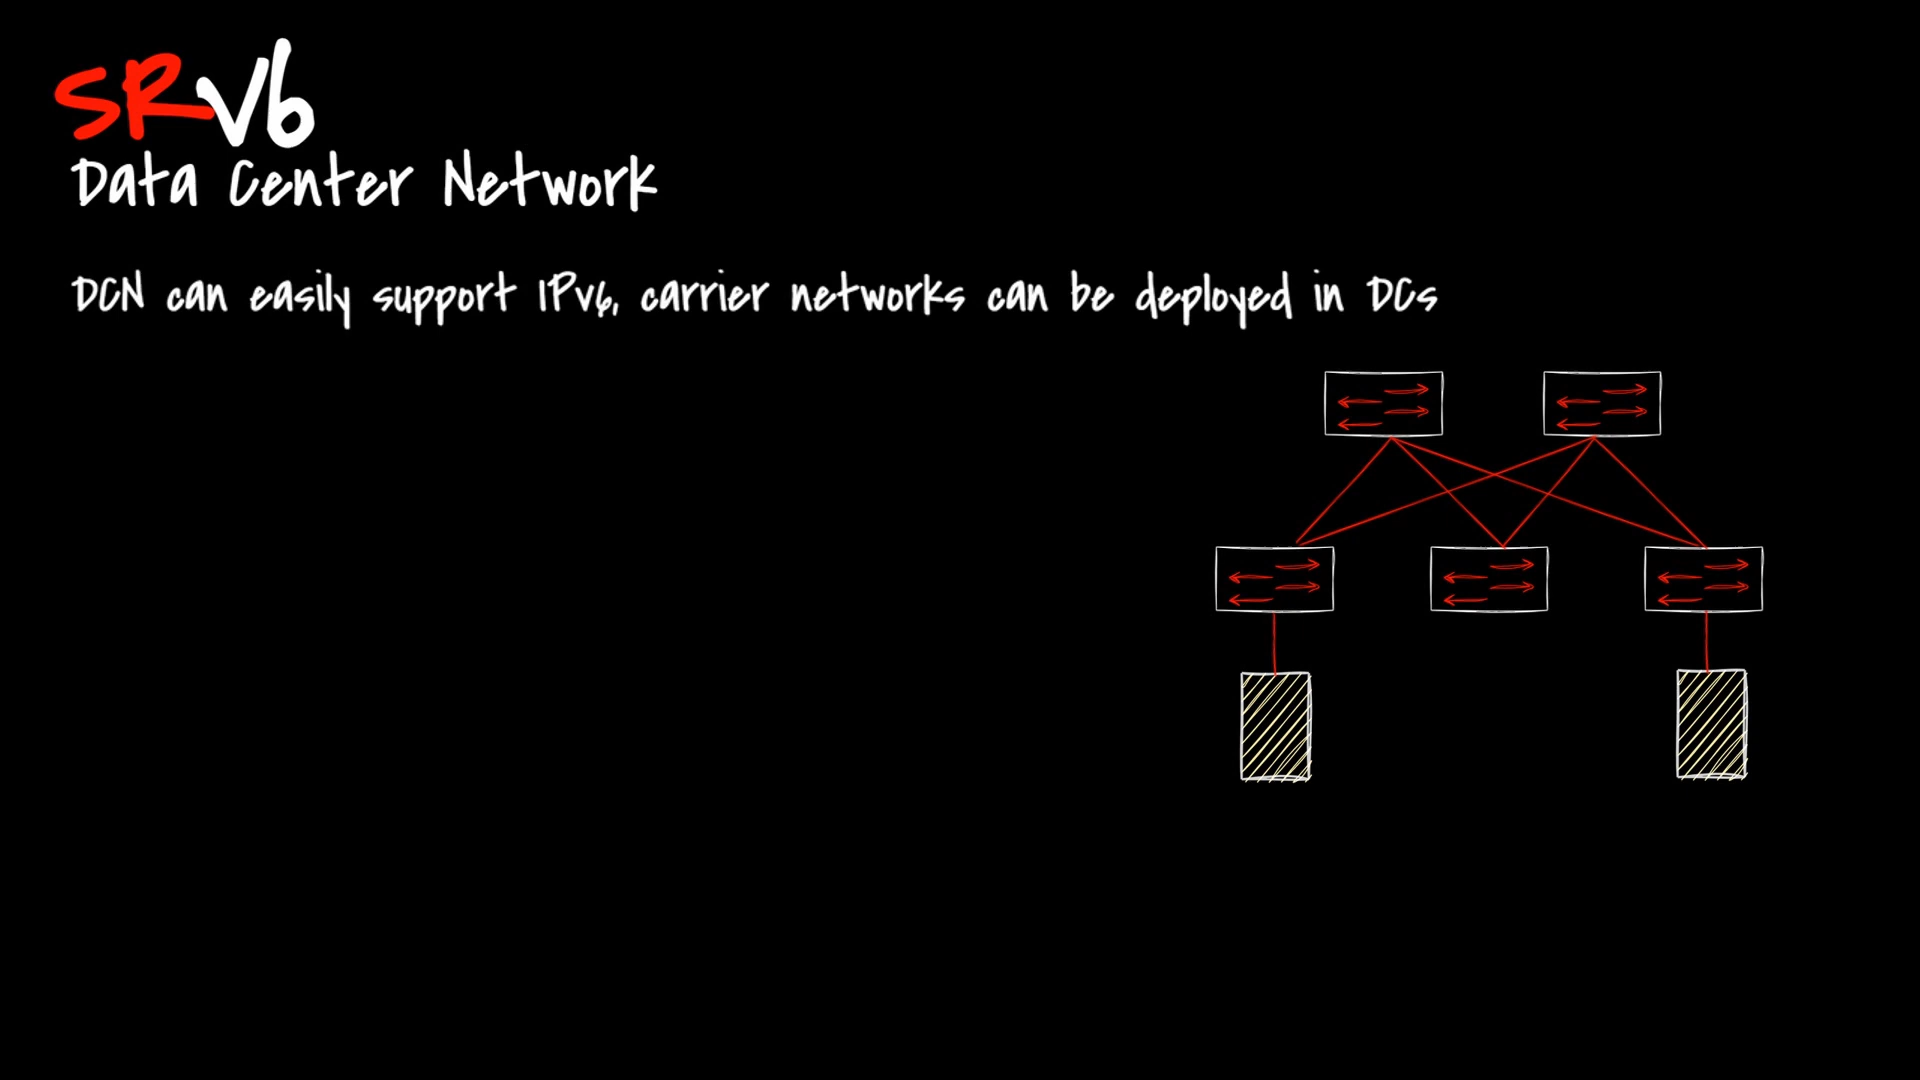 SRv6
Data Center Network
DCN can easily support IPv6, carrier networks can be deployed in DCs